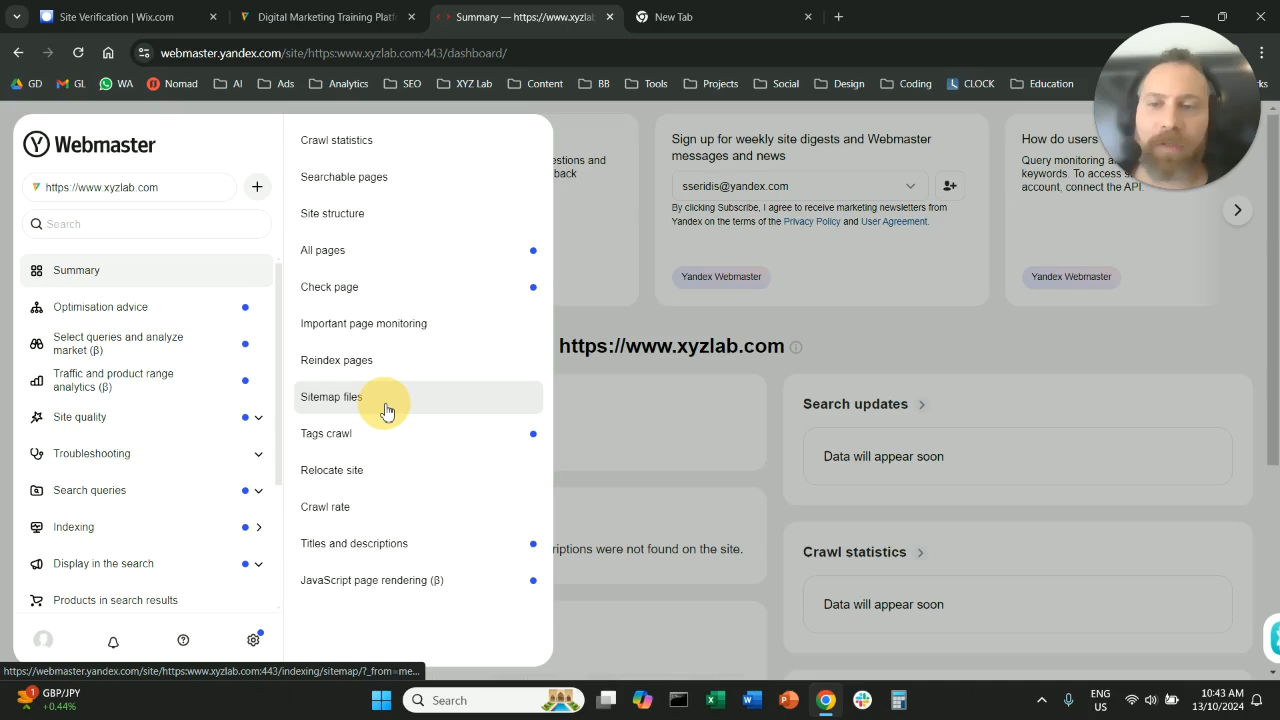 Site Verification | Wix.com
Digital Marketing Training Platf
Summary — https://www.xyzlab
New Tab
webmaster.yandex.com/site/https:www.xyzlab.com:443/dashboard/
GD
GL
WA
Nomad
AI
Ads
Analytics
SEO
XYZ Lab
Content
BB
Tools
Projects
Social
Design
Coding
CLOCK
Education
Webmaster
https://www.xyzlab.com
Search
Summary
Optimisation advice
Select queries and analyze
market (β)
Traffic and product range
analytics (β)
Site quality
Troubleshooting
Search queries
Indexing
Display in the search
Products in search results
Crawl statistics
Searchable pages
Site structure
All pages
Check page
Important page monitoring
Reindex pages
Sitemap files
Tags crawl
Relocate site
Crawl rate
Titles and descriptions
JavaScript page rendering (β)
estions and
back
Sign up for weekly site digests and Webmaster
messages and news
sseridis@yandex.com
By clicking Subscribe, I agree to receive marketing newsletters from
Yandex on the terms of the Privacy Policy and User Agreement.
Yandex Webmaster
How do users
Query monitoring a
keywords. To access s
account, connect the API.
Yandex Webmaster
https://www.xyzlab.com
Search updates
Data will appear soon
riptions were not found on the site.
Crawl statistics
Data will appear soon
https://webmaster.yandex.com/site/https:www.xyzlab.com:443/indexing/sitemap/?_from=me...
1
GBP/JPY
+0.44%
Search
ENG
US
10:43 AM
13/10/2024